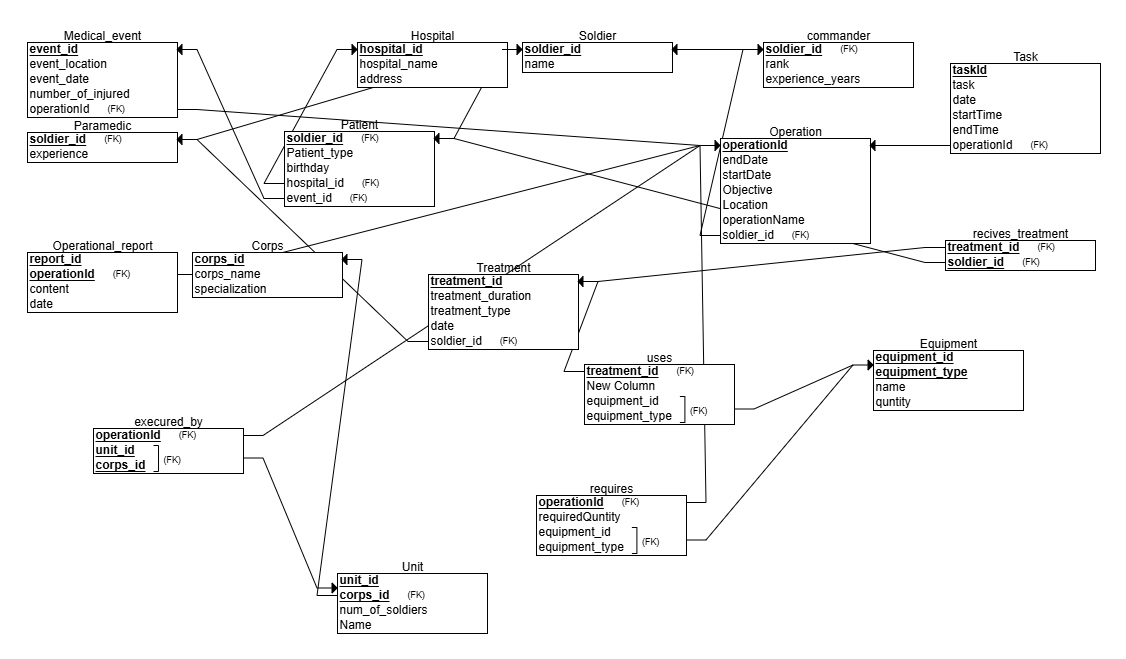 Medical_event
event_id
event_location
event_date
number_of_injured
operationId (FK)
Hospital
hospital_id
hospital_name
address
Soldier
soldier_id
name
commander
soldier_id (FK)
rank
experience_years
Task
taskId
task
date
startTime
endTime
operationId (FK)
Paramedic
soldier_id (FK)
experience
Patient
soldier_id (FK)
Patient_type
birthday
hospital_id (FK)
event_id (FK)
Operation
operationId
endDate
startDate
Objective
Location
operationName
soldier_id (FK)
recives_treatment
treatment_id (FK)
soldier_id (FK)
Operational_report
report_id
operationId (FK)
content
date
Corps
corps_id
corps_name
specialization
Treatment
treatment_id
treatment_duration
treatment_type
date
soldier_id (FK)
uses
treatment_id (FK)
New Column
equipment_id
equipment_type
(FK)
Equipment
equipment_id
equipment_type
name
quntity
execured_by
operationId (FK)
unit_id
corps_id
(FK)
requires
operationId (FK)
requiredQuntity
equipment_id
equipment_type
(FK)
Unit
unit_id
corps_id (FK)
num_of_soldiers
Name